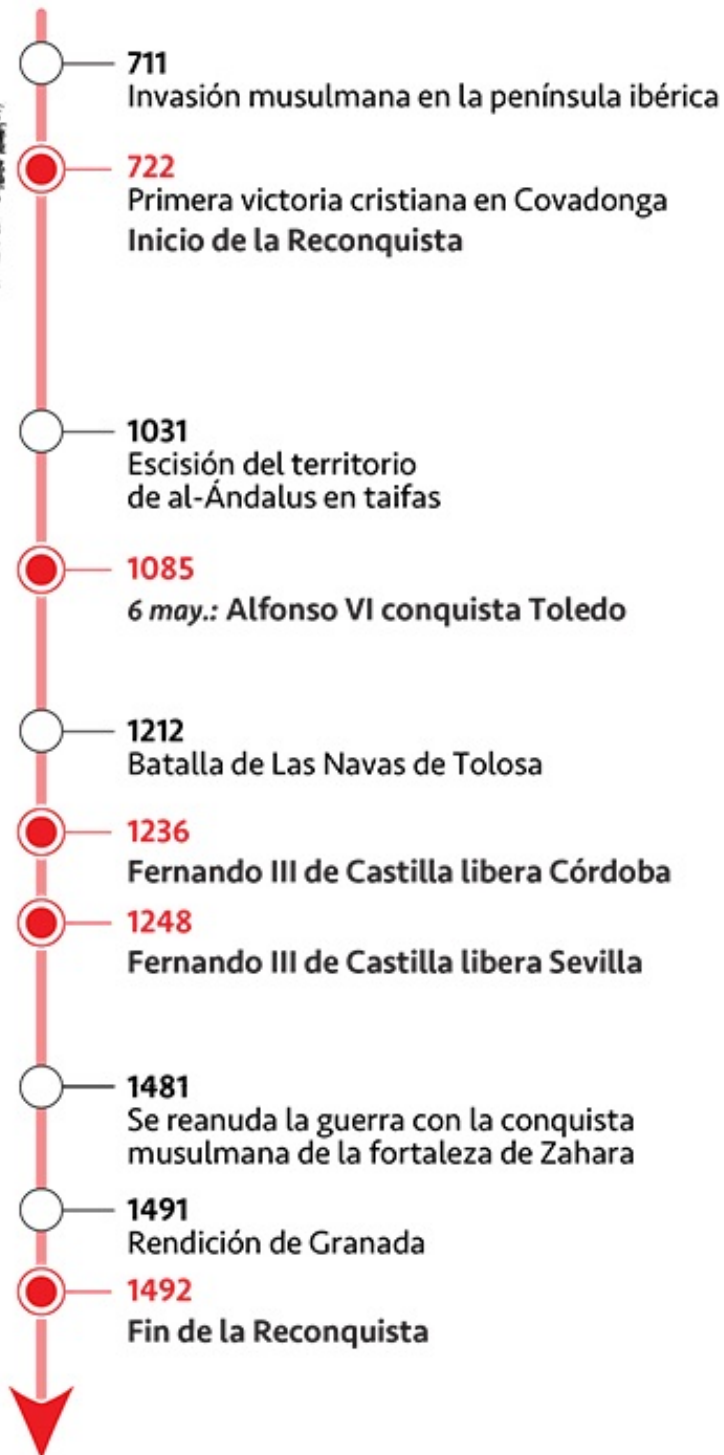 711
Invasión musulmana en la península ibérica
722
Primera victoria cristiana en Covadonga
Inicio de la Reconquista
1031
Escisión del territorio
de al-Ándalus en taifas
1085
6 may.: Alfonso VI conquista Toledo
1212
Batalla de Las Navas de Tolosa
1236
Fernando III de Castilla libera Córdoba
1248
Fernando III de Castilla libera Sevilla
1481
Se reanuda la guerra con la conquista
musulmana de la fortaleza de Zahara
1491
Rendición de Granada
1492
Fin de la Reconquista